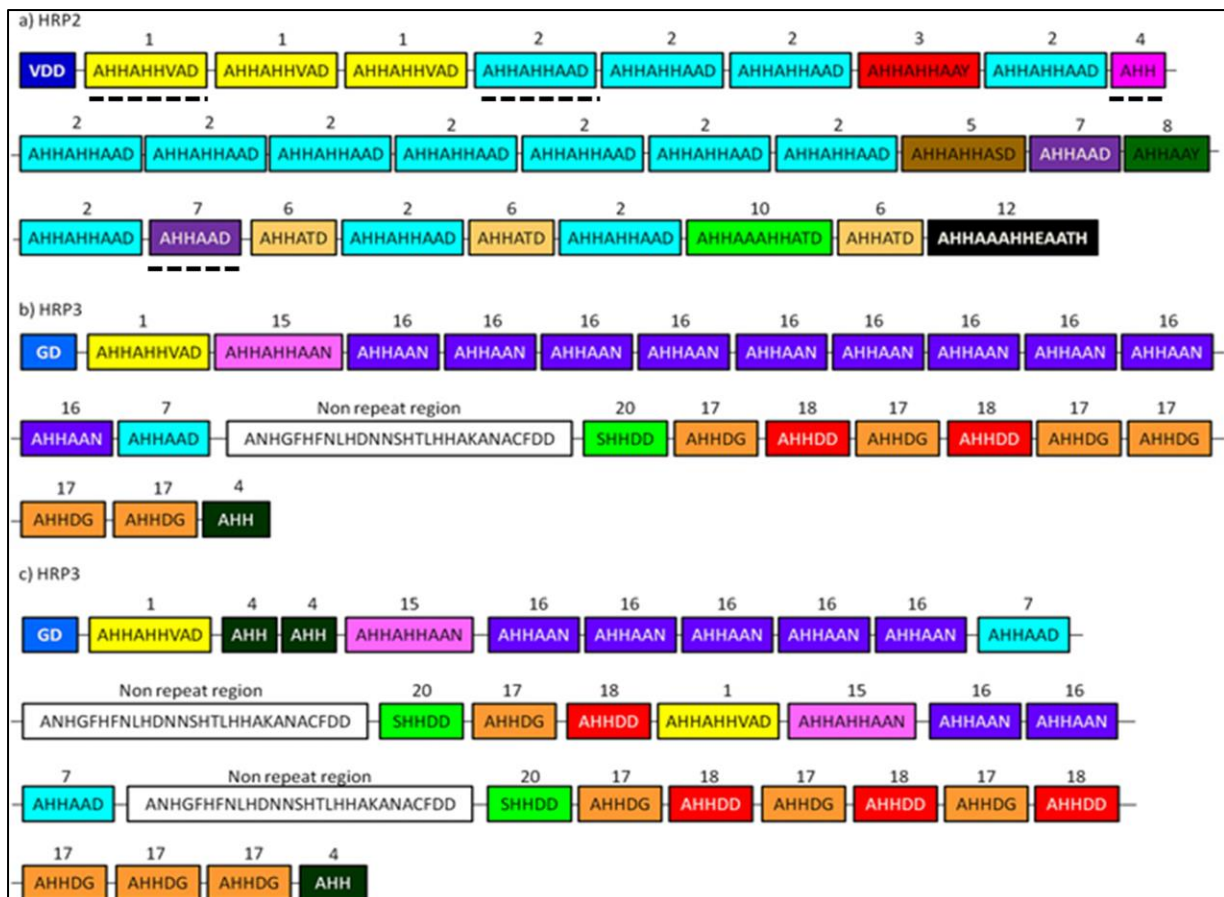 a) HRP2
1 1 1 2 2 2 3 2 4
VDD AHHAHHVAD AHHAHHVAD AHHAHHVAD AHHAHHAAD AHHAHHAAD AHHAHHAAD AHHAHHAAY AHHAHHAAD AHH
2 2 2 2 2 2 2 5 7 8
AHHAHHAAD AHHAHHAAD AHHAHHAAD AHHAHHAAD AHHAHHAAD AHHAHHAAD AHHAHHAAD AHHAHHASD AHHAAD AHHAAY
2 7 6 2 6 2 10 6 12
AHHAHHAAD AHHAAD AHHATD AHHAHHAAD AHHATD AHHAHHAAD AHHAAAHHATD AHHATD AHHAAAHHEAATH
b) HRP3
1 15 16 16 16 16 16 16 16 16 16
GD AHHAHHVAD AHHAHHAAN AHHAAN AHHAAN AHHAAN AHHAAN AHHAAN AHHAAN AHHAAN AHHAAN AHHAAN
16 7 Non repeat region 20 17 18 17 18 17 17
AHHAAN AHHAAD ANHGFHFNLHDNNSHTLHHAKANACFDD SHHDD AHHDG AHHDD AHHDG AHHDD AHHDG AHHDG
17 17 4
AHHDG AHHDG AHH
c) HRP3
1 4 4 15 16 16 16 16 16 7
GD AHHAHHVAD AHH AHH AHHAHHAAN AHHAAN AHHAAN AHHAAN AHHAAN AHHAAN AHHAAD
Non repeat region 20 17 18 1 15 16 16
ANHGFHFNLHDNNSHTLHHAKANACFDD SHHDD AHHDG AHHDD AHHAHHVAD AHHAHHAAN AHHAAN AHHAAN
7 Non repeat region 20 17 18 17 18 17 18
AHHAAD ANHGFHFNLHDNNSHTLHHAKANACFDD SHHDD AHHDG AHHDD AHHDG AHHDD AHHDG AHHDD
17 17 17 4
AHHDG AHHDG AHHDG AHH